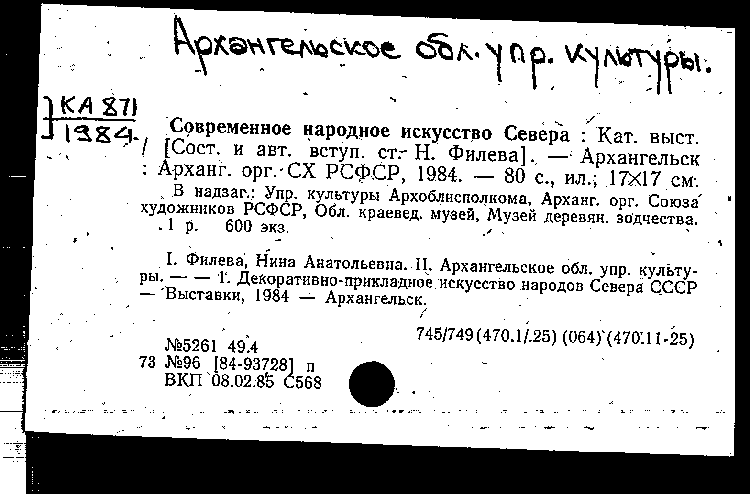 Архангельское обл. упр. культуры.
КА 871
1984
Современное народное искусство Севера : Кат. выст.
/ [Сост. и авт. вступ. ст. Н. Филева]. — Архангельск
: Арханг. орг. СХ РСФСР, 1984. — 80 с., ил.; 17×17 см.
В надзаг.: Упр. культуры Архоблисполкома, Арханг. орг. Союза
художников РСФСР, Обл. краевед. музей, Музей деревян. зодчества.
1 р. 600 экз.
I. Филева, Нина Анатольевна. II. Архангельское обл. упр. культу-
ры. — — 1. Декоративно-прикладное искусство народов Севера СССР
— Выставки, 1984 — Архангельск.
745/749(470.1/.25) (064) (470.11-25)
№5261 49.4
73 №96 [84-93728] п
ВКП 08.02.85 С568